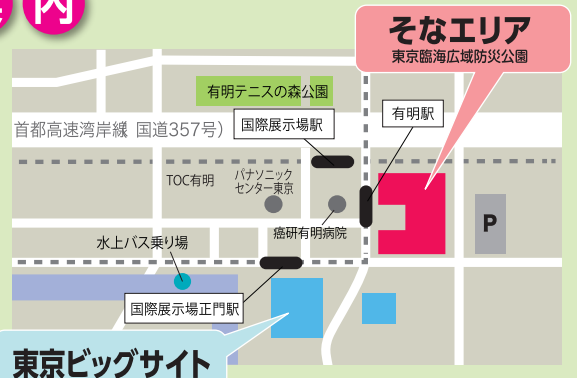 内
そなエリア
東京臨海広域防災公園
有明テニスの森公園
有明駅
首都高速湾岸線 国道357号)
国際展示場駅
TOC有明
パナソニック
センター東京
P
癌研有明病院
水上バス乗り場
国際展示場正門駅
東京ビッグサイト